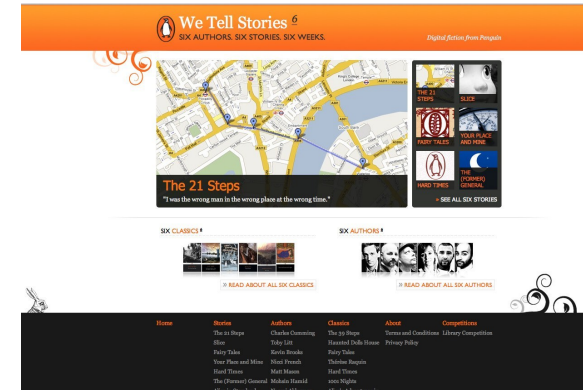 We Tell Stories 6
SIX AUTHORS. SIX STORIES. SIX WEEKS.
Digital fiction from Penguin
The 21 Steps
"I was the wrong man in the wrong place at the wrong time."
THE 21 STEPS
SLICE
FAIRY TALES
YOUR PLACE AND MINE
HARD TIMES
THE (FORMER) GENERAL
» SEE ALL SIX STORIES
SIX CLASSICS
SIX AUTHORS
» READ ABOUT ALL SIX CLASSICS
» READ ABOUT ALL SIX AUTHORS
Home
Stories
The 21 Steps
Slice
Fairy Tales
Your Place and Mine
Hard Times
The (Former) General
Authors
Charles Cumming
Toby Litt
Kevin Brooks
Nicci French
Matt Mason
Mohsin Hamid
Classics
The 39 Steps
Haunted Dolls House
Fairy Tales
Thérèse Raquin
Hard Times
1001 Nights
About
Terms and Conditions
Privacy Policy
Competitions
Library Competition